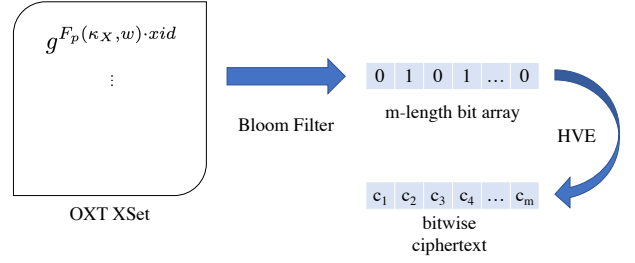 g^{F_p(κ_X,w)·xid}
⋮
OXT XSet
Bloom Filter
0 1 0 1 … 0
m-length bit array
HVE
c₁ c₂ c₃ c₄ … cₘ
bitwise
ciphertext